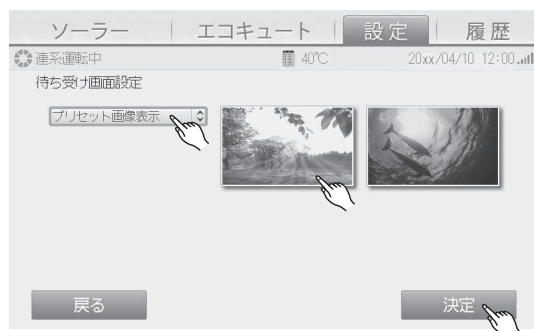 ソーラー エコキュート 設定 履歴
連系運転中 40℃ 20xx/04/10 12:00
待ち受け画面設定
プリセット画像表示
戻る 決定